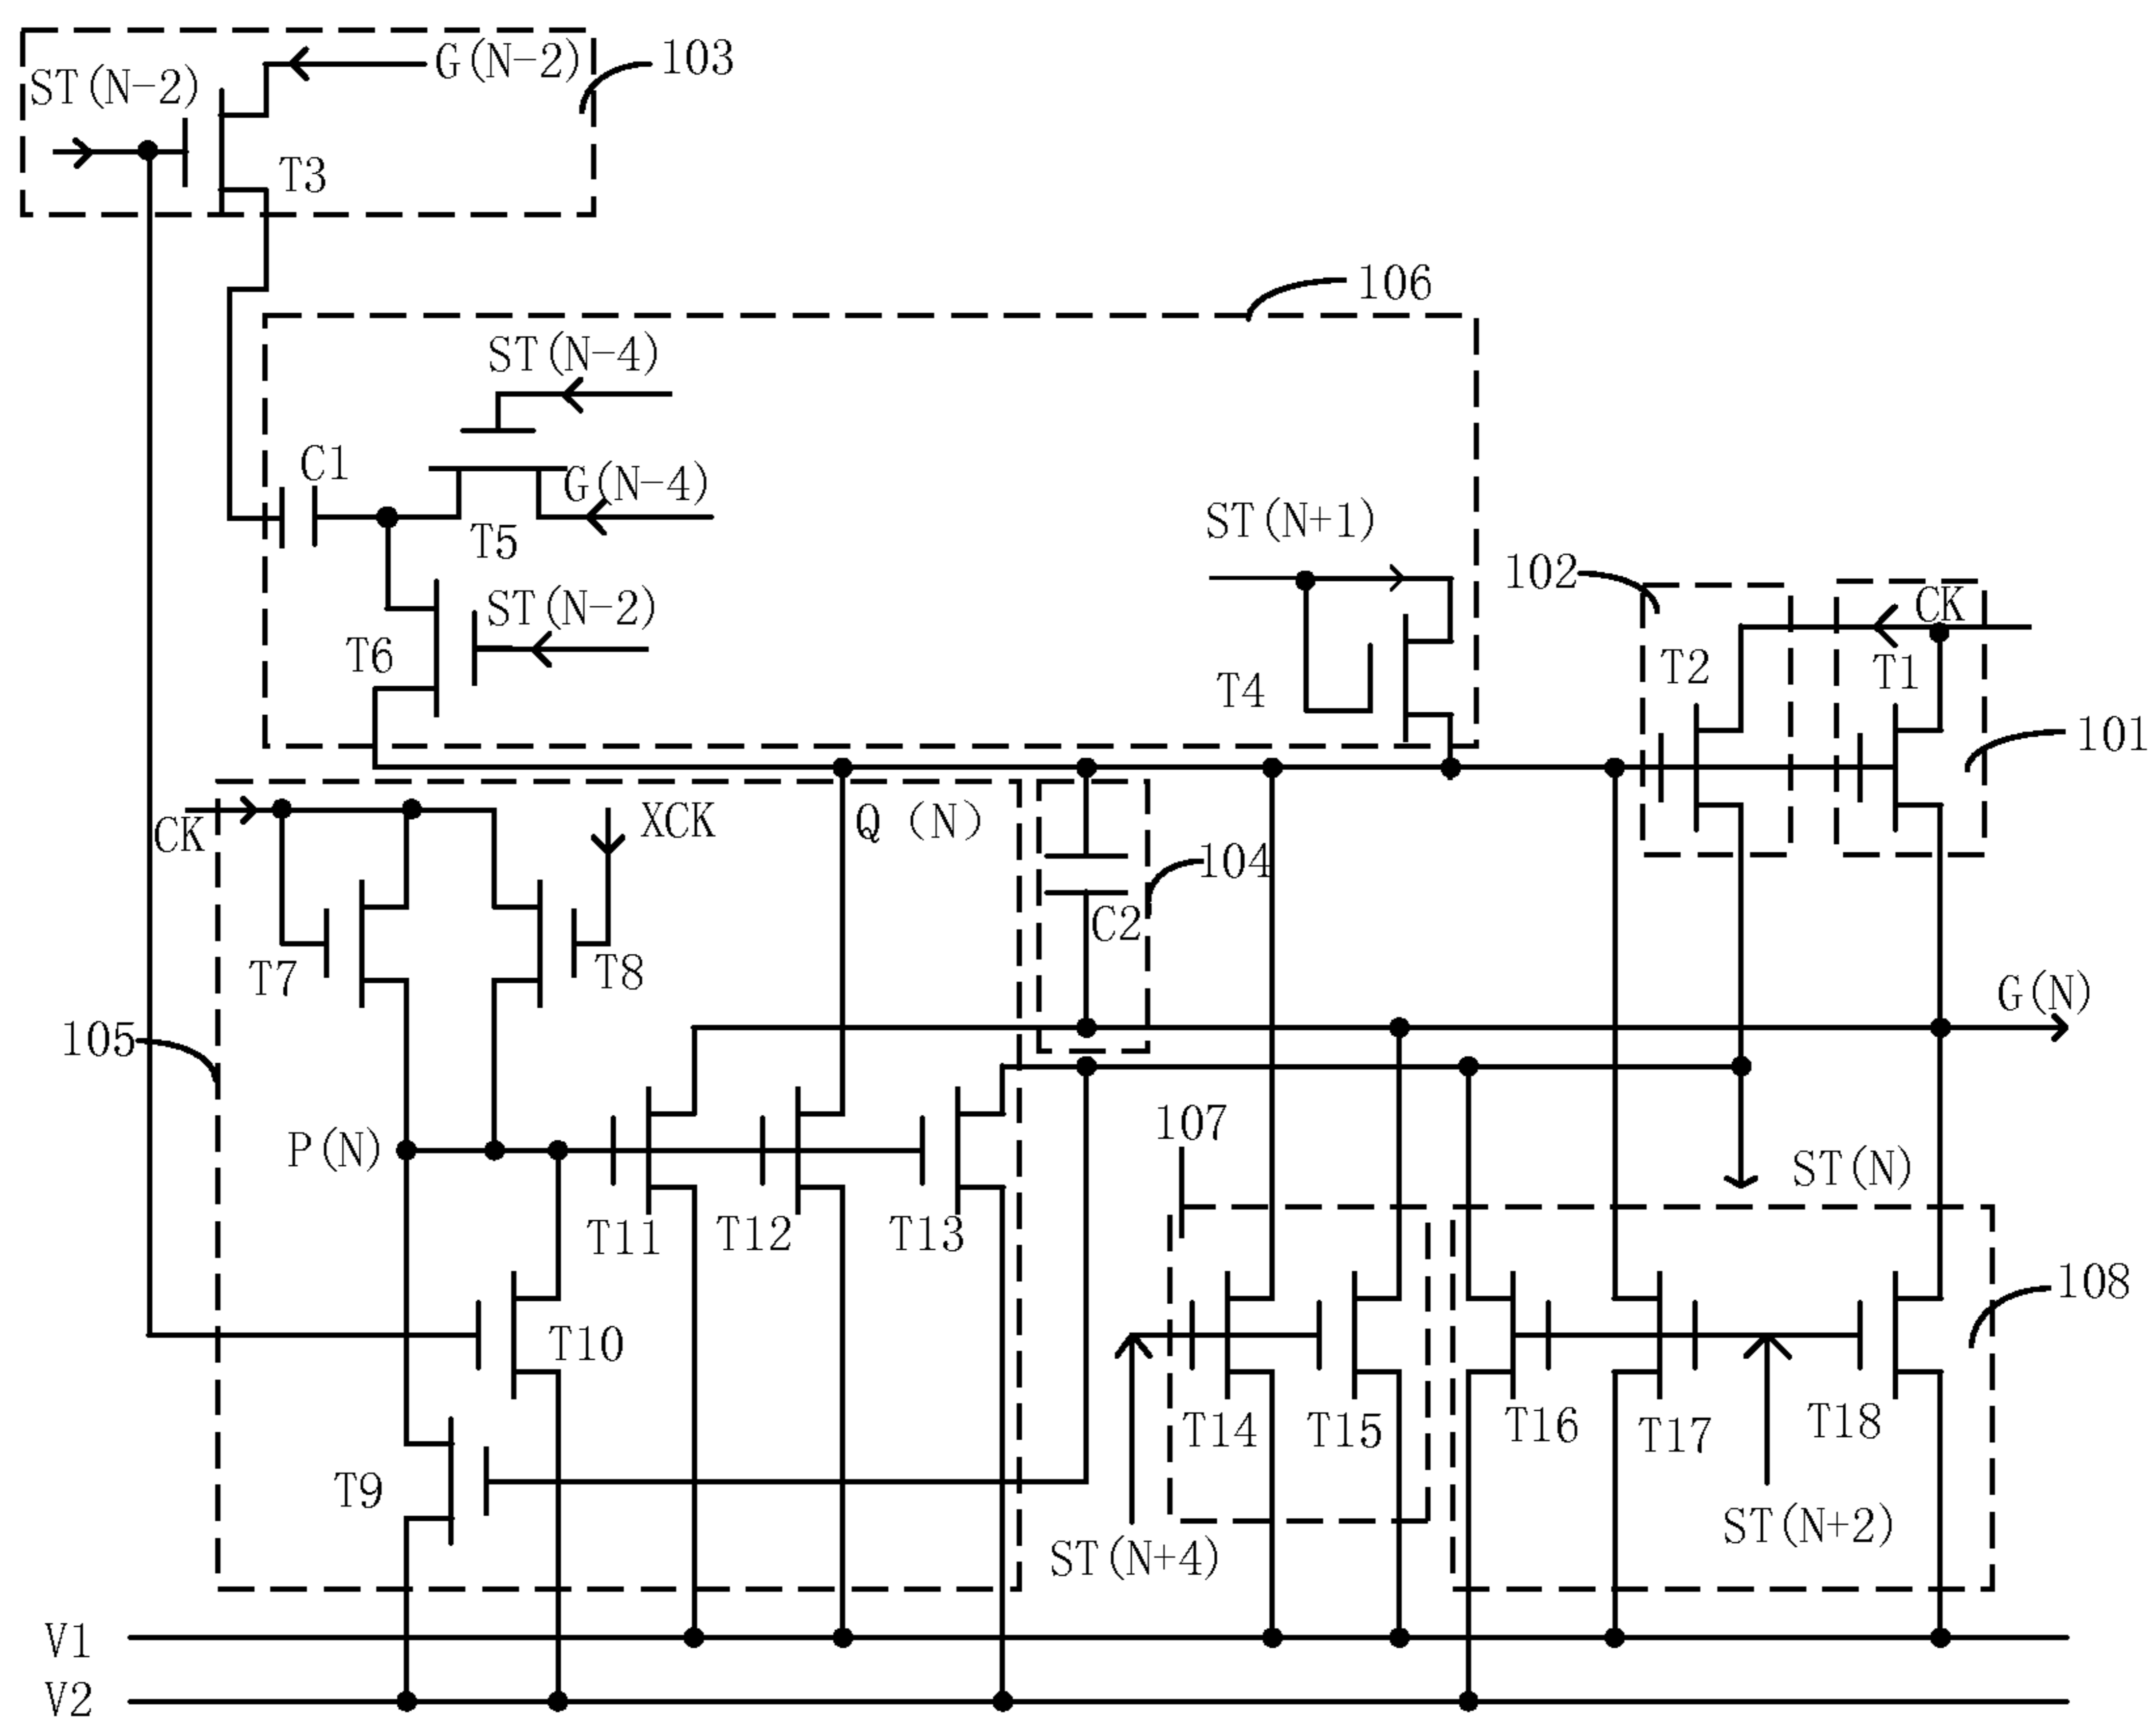 G(N-2)
103
ST(N-2)
T3
106
ST(N-4)
C1
G(N-4)
T5
ST(N+1)
102
CK
ST(N-2)
T6
T4
T2
T1
101
CK
XCK
Q (N)
104
C2
T7
T8
G(N)
105
107
P(N)
ST(N)
T11
T12
T13
108
T10
T14
T15
T16
T17
T18
T9
ST(N+4)
ST(N+2)
V1
V2